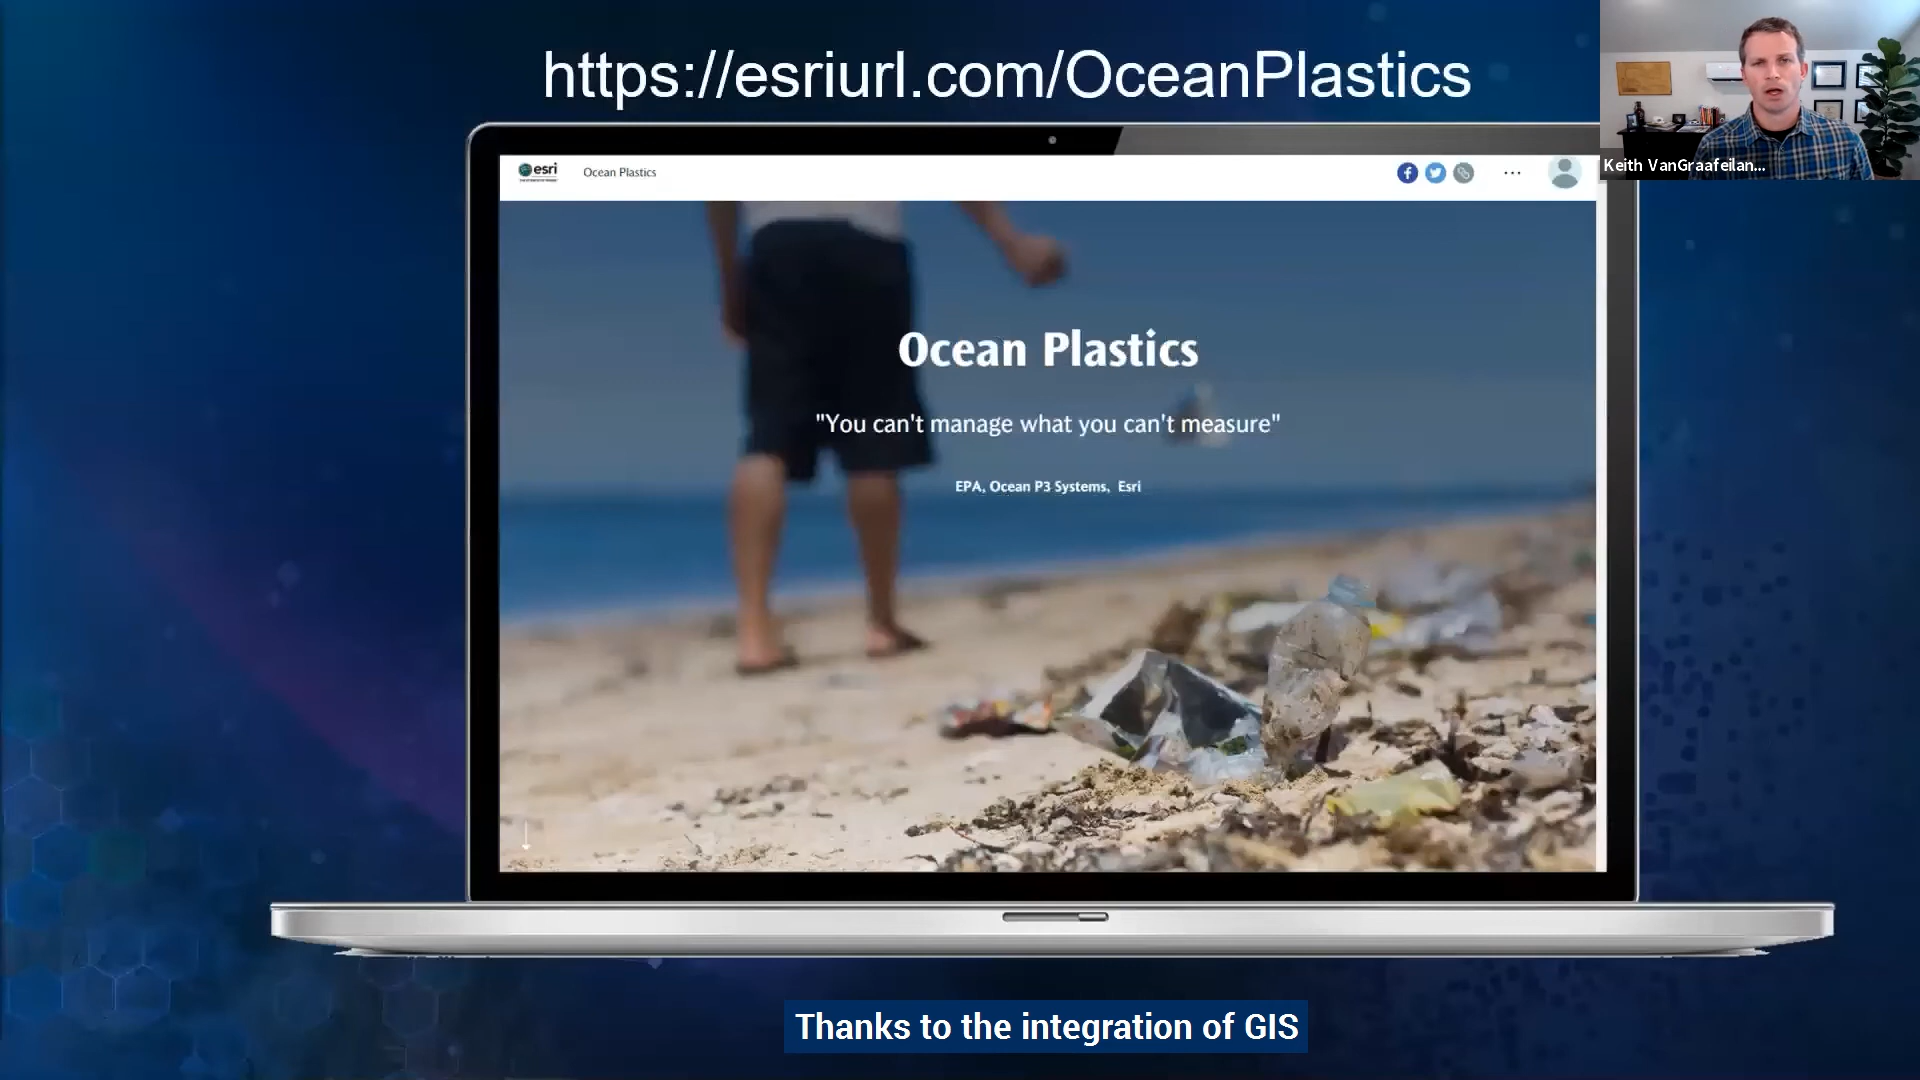 https://esriurl.com/OceanPlastics
Keith VanGraafeilan...
esri
Ocean Plastics
Ocean Plastics
"You can't manage what you can't measure"
EPA, Ocean P3 Systems, Esri
Thanks to the integration of GIS